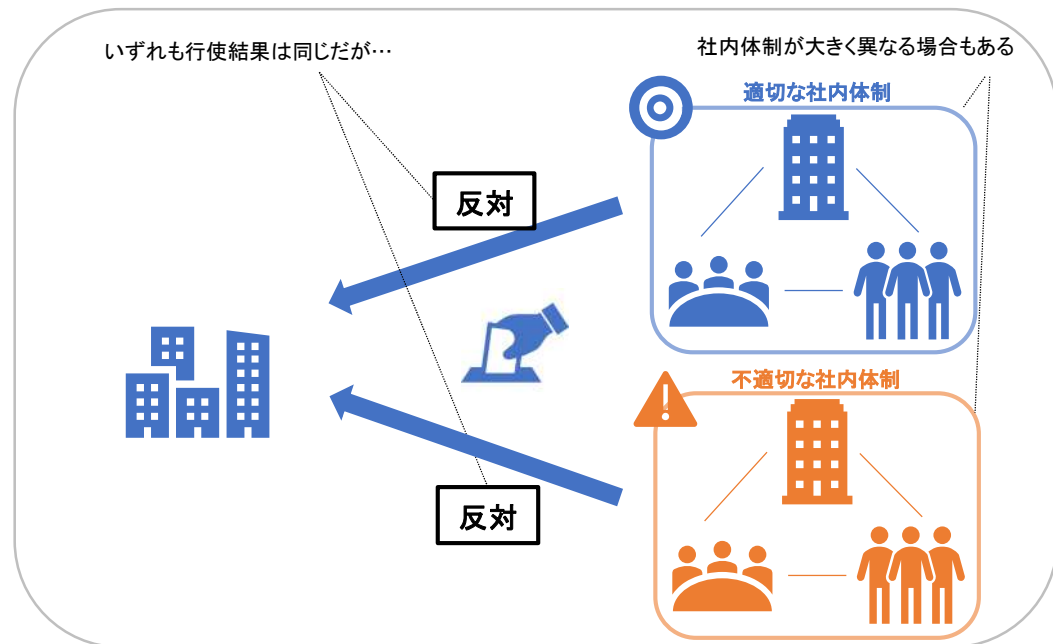 いずれも行使結果は同じだが…
社内体制が大きく異なる場合もある
適切な社内体制
反対
不適切な社内体制
反対